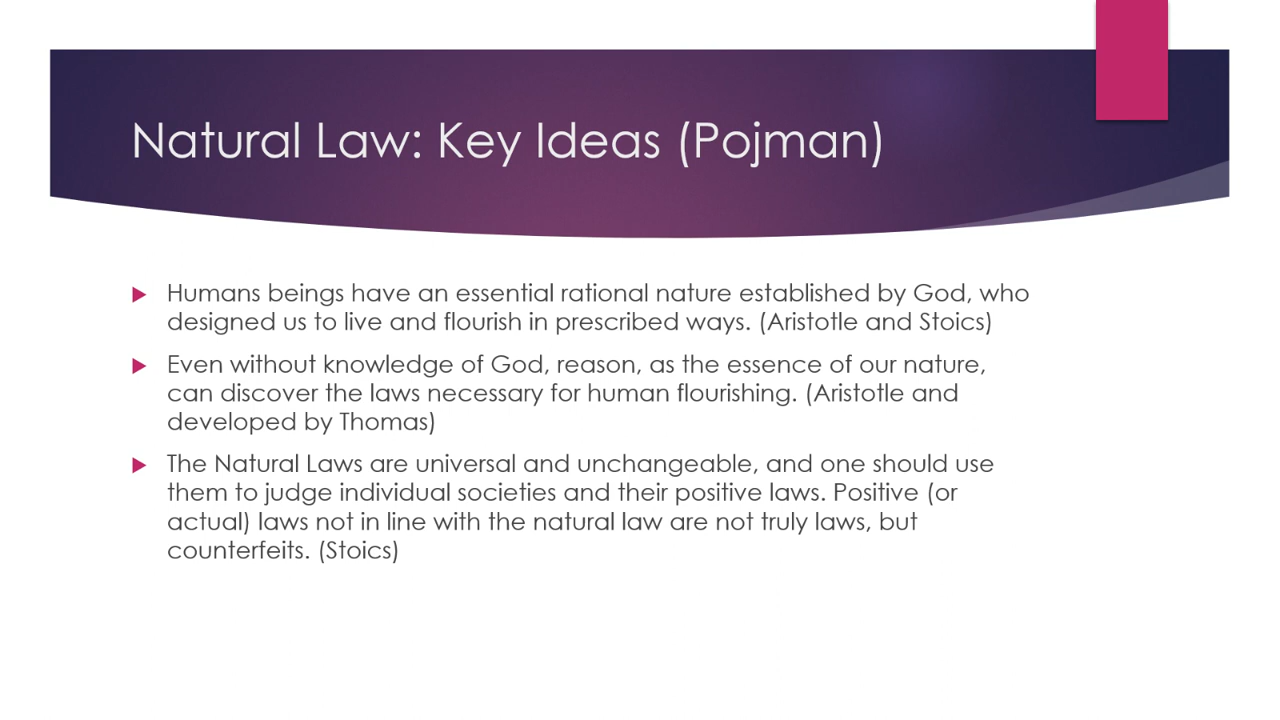 Natural Law: Key Ideas (Pojman)
Humans beings have an essential rational nature established by God, who
designed us to live and flourish in prescribed ways. (Aristotle and Stoics)
Even without knowledge of God, reason, as the essence of our nature,
can discover the laws necessary for human flourishing. (Aristotle and
developed by Thomas)
The Natural Laws are universal and unchangeable, and one should use
them to judge individual societies and their positive laws. Positive (or
actual) laws not in line with the natural law are not truly laws, but
counterfeits. (Stoics)